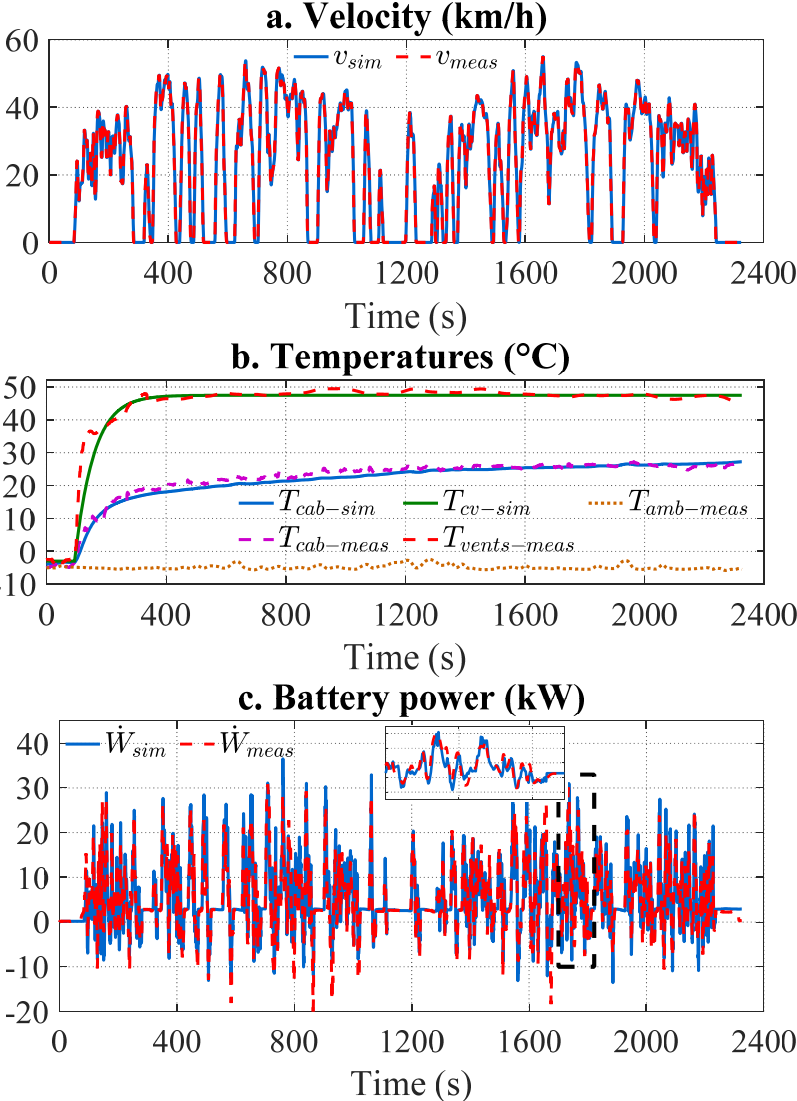 a. Velocity (km/h)
v_sim v_meas
60
40
20
0
0 400 800 1200 1600 2000 2400
Time (s)
b. Temperatures (°C)
50
40
30
20
10
0
-10
T_cab−sim T_cv−sim T_amb−meas
T_cab−meas T_vents−meas
0 400 800 1200 1600 2000 2400
Time (s)
c. Battery power (kW)
Ẇ_sim Ẇ_meas
40
30
20
10
0
-10
-20
0 400 800 1200 1600 2000 2400
Time (s)